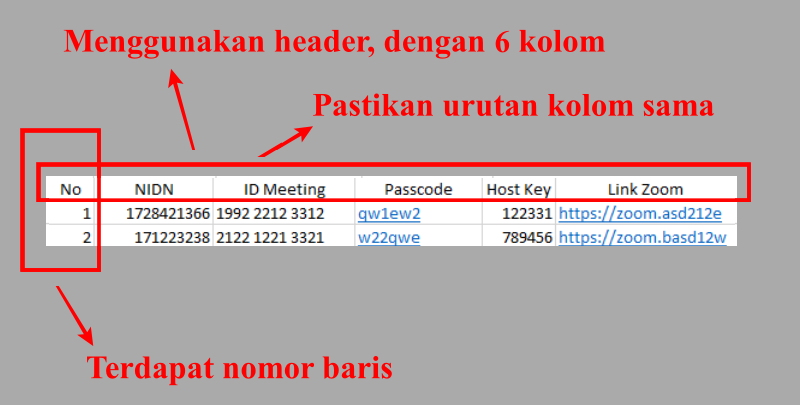 Menggunakan header, dengan 6 kolom
Pastikan urutan kolom sama
No NIDN ID Meeting Passcode Host Key Link Zoom
1 1728421366 1992 2212 3312 qw1ew2 122331 https://zoom.asd212e
2 171223238 2122 1221 3321 w22qwe 789456 https://zoom.basd12w
Terdapat nomor baris